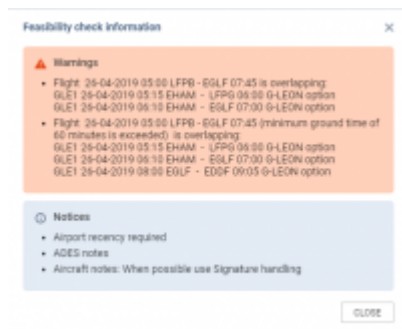 Feasibility check information
Warnings
Flight 26-04-2019 05:00 LFPB - EGLF 07:45 is overlapping:
GLE1 26-04-2019 05:15 EHAM - LFPG 06:00 G-LEON option
GLE1 26-04-2019 06:10 EHAM - EGLF 07:00 G-LEON option
Flight 26-04-2019 05:00 LFPB - EGLF 07:45 (minimum ground time of
60 minutes is exceeded) is overlapping:
GLE1 26-04-2019 05:15 EHAM - LFPG 06:00 G-LEON option
GLE1 26-04-2019 06:10 EHAM - EGLF 07:00 G-LEON option
GLE1 26-04-2019 08:00 EGLF - EDDF 09:05 G-LEON option
Notices
Airport recency required
ADES notes
Aircraft notes: When possible use Signature handling
CLOSE